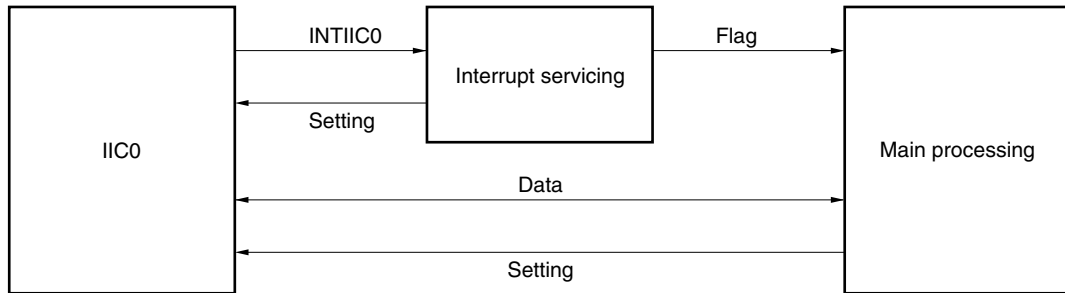 INTIIC0
Flag
Interrupt servicing
Setting
IIC0
Main processing
Data
Setting